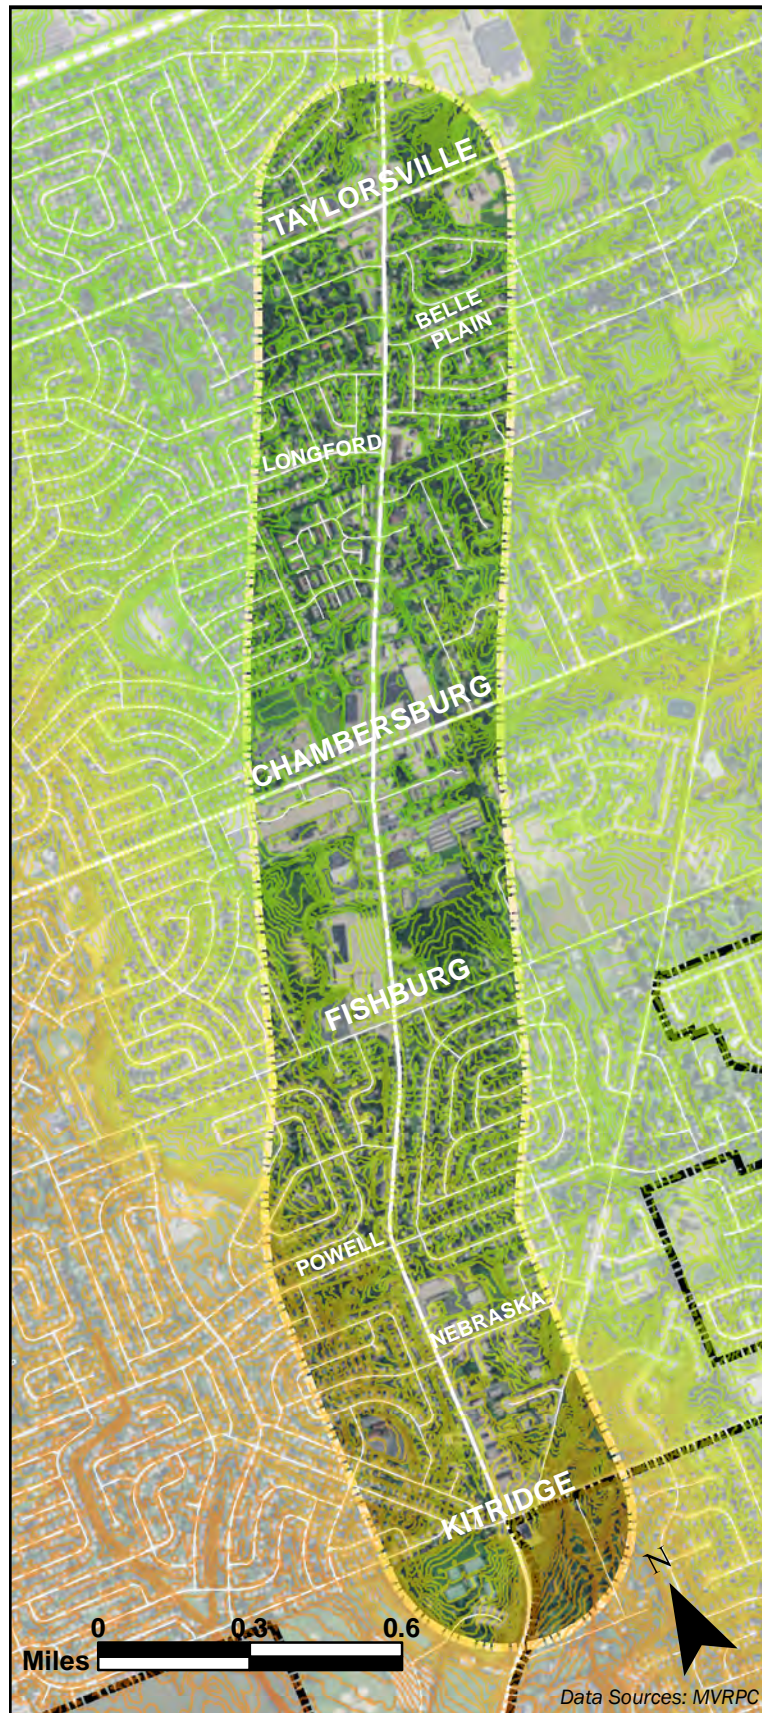 TAYLORSVILLE
BELLE
PLAIN
LONGFORD
CHAMBERSBURG
FISHBURG
POWELL
NEBRASKA
KITRIDGE
N
0 0.3 0.6
Miles
Data Sources: MVRPC